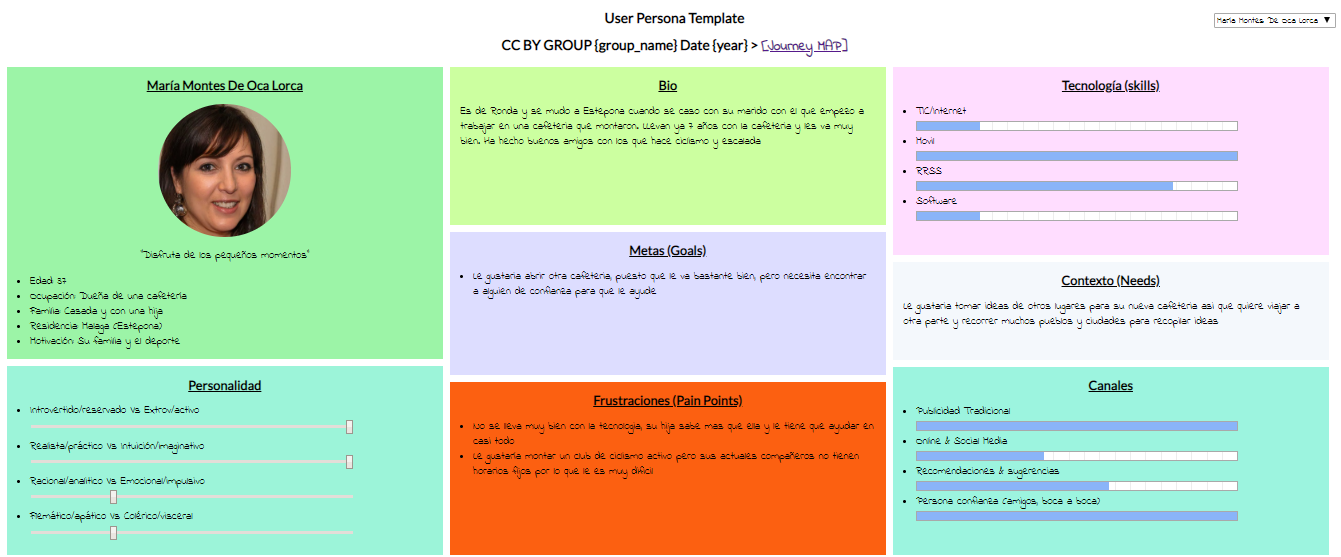 User Persona Template
María Montes De Oca Lorca ▼
CC BY GROUP {group_name} Date {year} > [Journey MAP]
María Montes De Oca Lorca
"Disfruta de los pequeños momentos"
Edad: 37
Ocupación: Dueña de una cafetería
Familia: Casada y con una hija
Residencia: Malaga (Estepona)
Motivación: Su familia y el deporte
Personalidad
Introvertido/reservado Vs Extrov/activo
Realista/práctico Vs Intuición/imaginativo
Racional/analítico Vs Emocional/impulsivo
Flemático/apático Vs Colérico/visceral
Bio
Es de Ronda y se mudo a Estepona cuando se caso con su marido con el que empezo a
trabajar en una cafeteria que montaron. Llevan ya 7 años con la cafeteria y les va muy
bien. Ha hecho buenos amigos con los que hace ciclismo y escalada
Metas (Goals)
Le gustaria abrir otra cafeteria, puesto que le va bastante bien, pero necesita encontrar
a alguien de confianza para que le ayude
Frustraciones (Pain Points)
No se lleva muy bien con la tecnologia, su hija sabe mas que ella y le tiene que ayudar en
casi todo
Le gustaria montar un club de ciclismo activo pero sus actuales compañeros no tienen
horarios fijos por lo que le es muy dificil
Tecnología (skills)
TIC/Internet
Movil
RRSS
Software
Contexto (Needs)
Le gustaria tomar ideas de otros lugares para su nueva cafeteria asi que quiere viajar a
otra parte y recorrer muchos pueblos y ciudades para recopilar ideas
Canales
Publicidad Tradicional
Online & Social Media
Recomendaciones & sugerencias
Persona confianza (amigos, boca a boca)